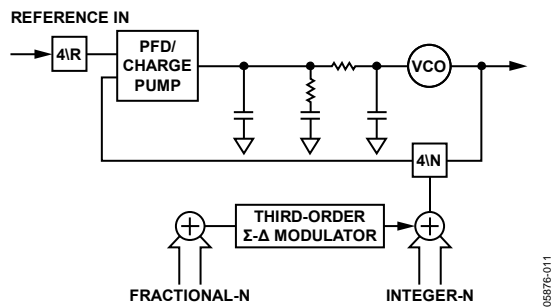 REFERENCE IN
4\R
PFD/
CHARGE
PUMP
VCO
4\N
THIRD-ORDER
Σ-Δ MODULATOR
FRACTIONAL-N
INTEGER-N
05876-011